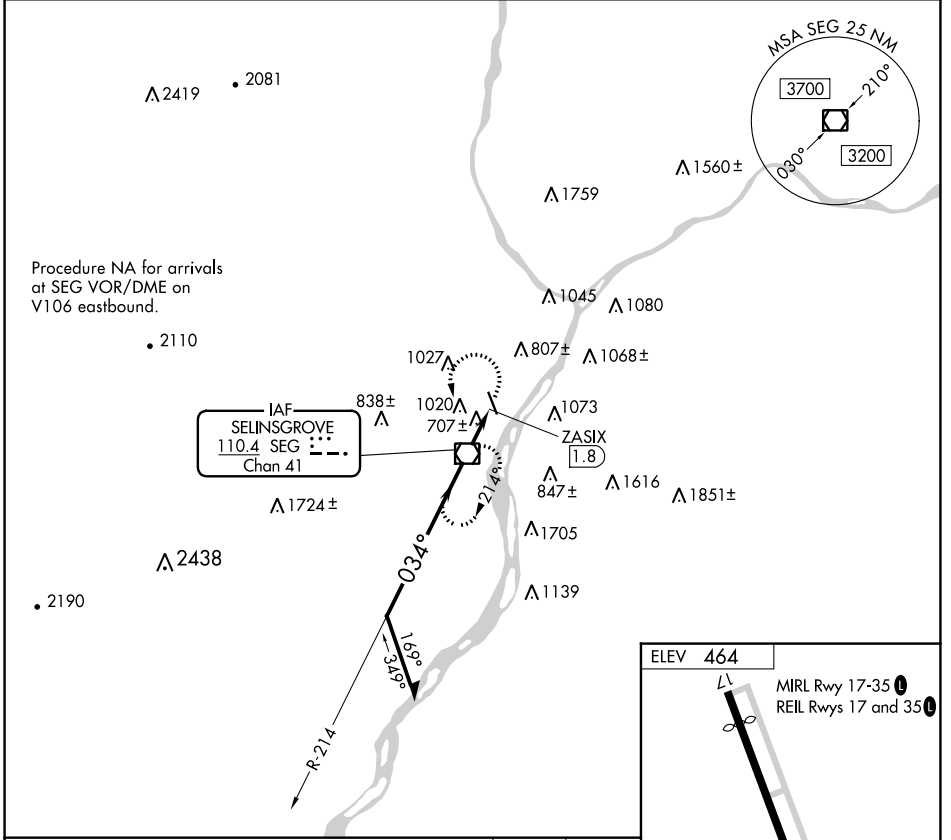 MSA SEG 25 NM
3700
210°
030°
3200
2419
2081
1560±
1759
Procedure NA for arrivals
at SEG VOR/DME on
V106 eastbound.
1045
1080
2110
1027
807±
1068±
838±
1020
707±
1073
IAF
SELINSGROVE
110.4 SEG
Chan 41
ZASIX
1.8
214°
847±
1616
1851±
1724±
1705
034°
2438
1139
2190
169°
349°
R-214
ELEV 464
17
MIRL Rwy 17-35 L
REIL Rwys 17 and 35 L